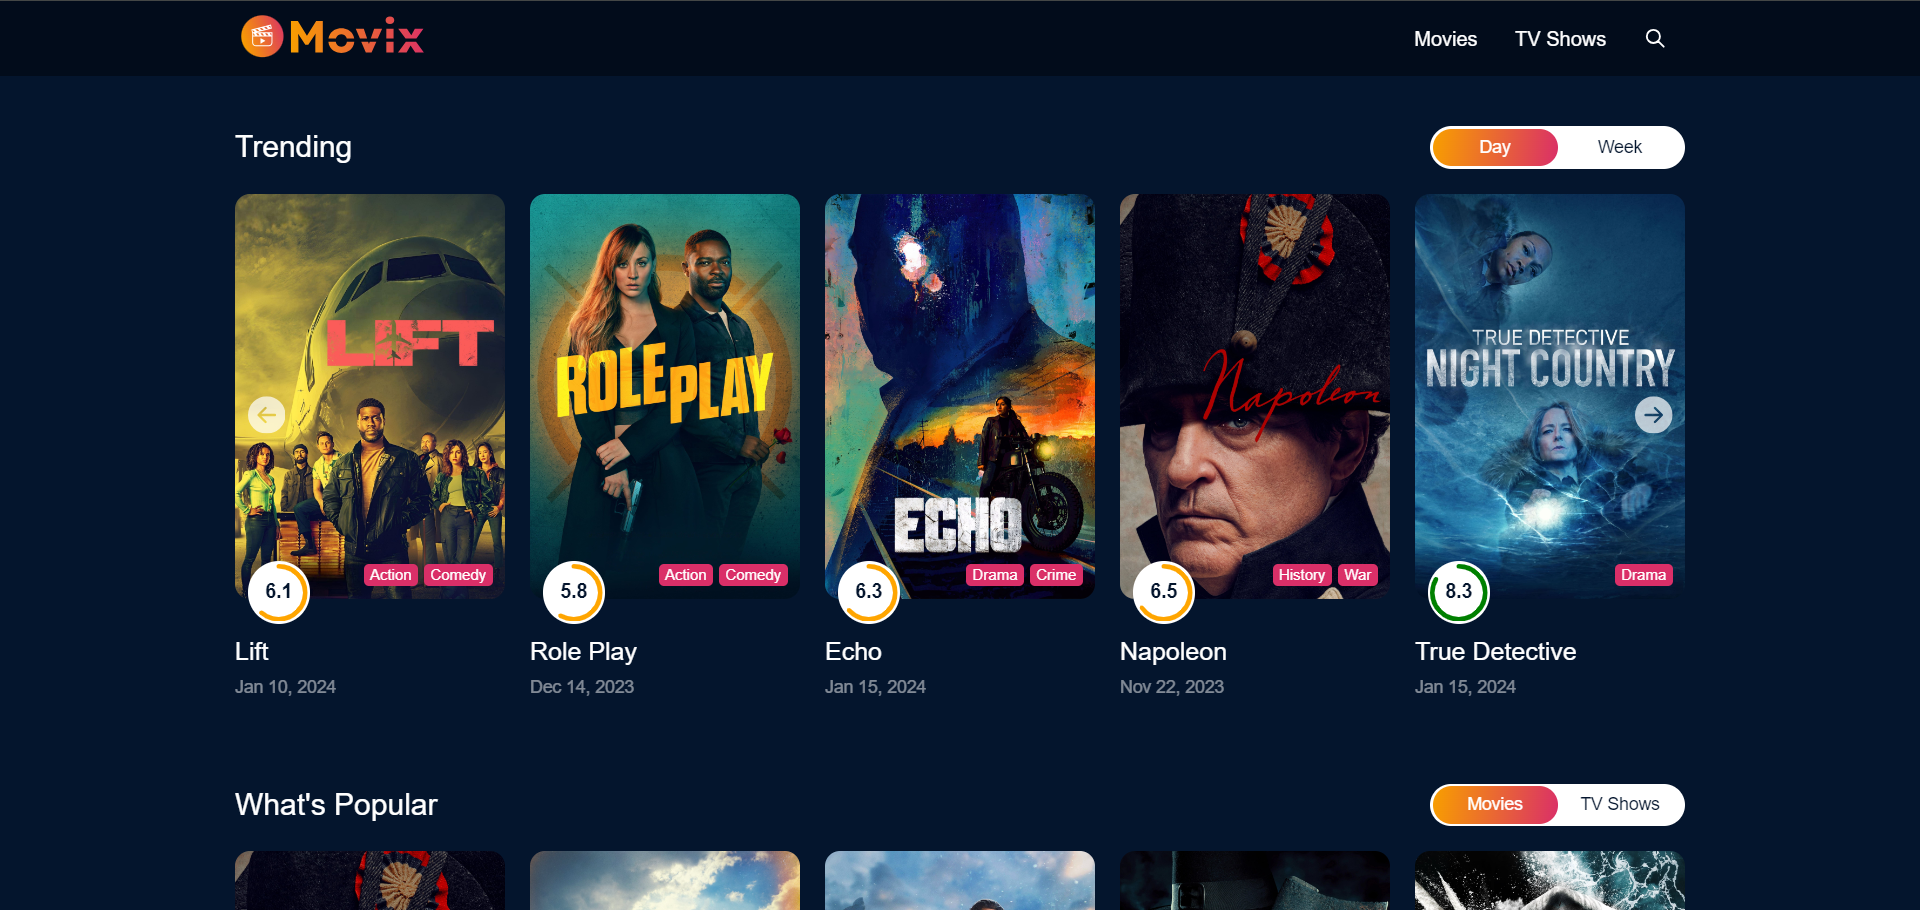 Movix
Movies
TV Shows
Trending
Day
Week
LIFT
ROLE PLAY
ECHO
Napoleon
TRUE DETECTIVE
NIGHT COUNTRY
6.1
Action
Comedy
5.8
Action
Comedy
6.3
Drama
Crime
6.5
History
War
8.3
Drama
Lift
Role Play
Echo
Napoleon
True Detective
Jan 10, 2024
Dec 14, 2023
Jan 15, 2024
Nov 22, 2023
Jan 15, 2024
What's Popular
Movies
TV Shows